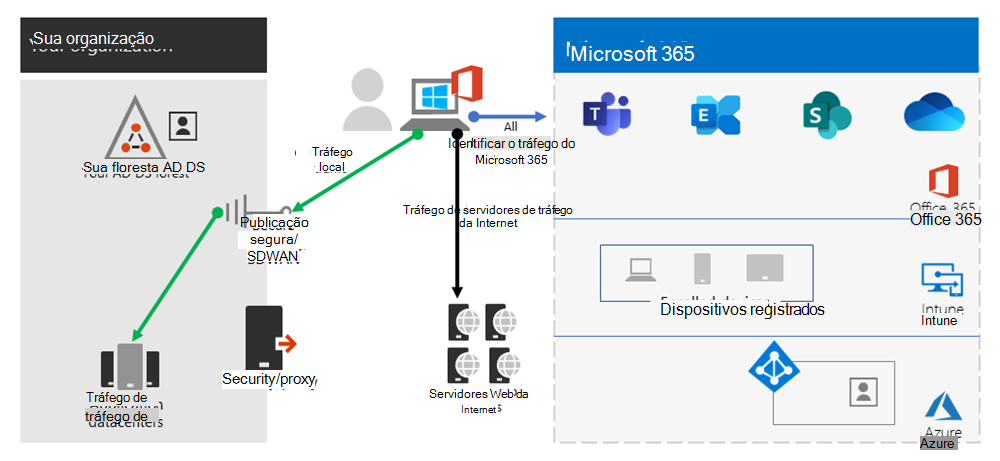 Sua organização
Microsoft 365
All
Identificar o tráfego do
Microsoft 365
Tráfego
local
Sua floresta AD DS
Publicação
segura/
SDWAN
Tráfego de servidores de tráfego
da Internet
Office 365
Dispositivos registrados
Intune
Intune
Security/proxy
Servidores Web da
Internet
Tráfego de
tráfego de
datacenters
Azure
Azure